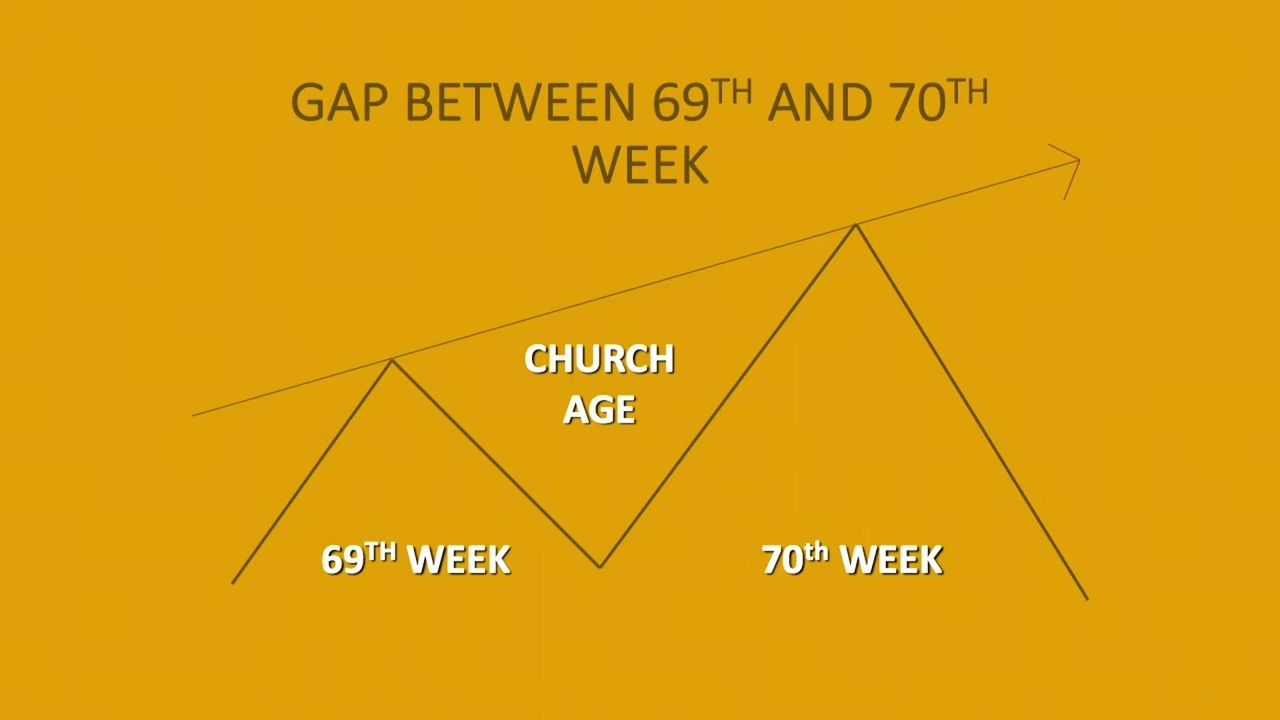 GAP BETWEEN 69TH AND 70TH
WEEK
CHURCH
AGE
69TH WEEK
70th WEEK